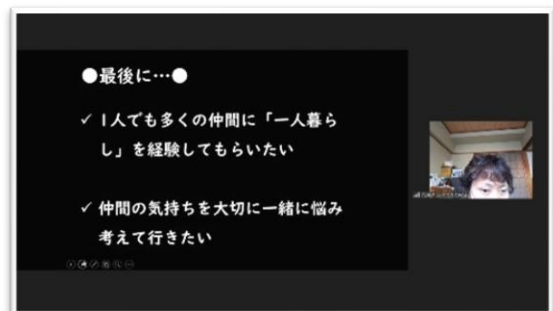 ●最後に…●
✓ 1人でも多くの仲間に「一人暮ら
し」を経験してもらいたい
✓ 仲間の気持ちを大切に一緒に悩み
考えて行きたい